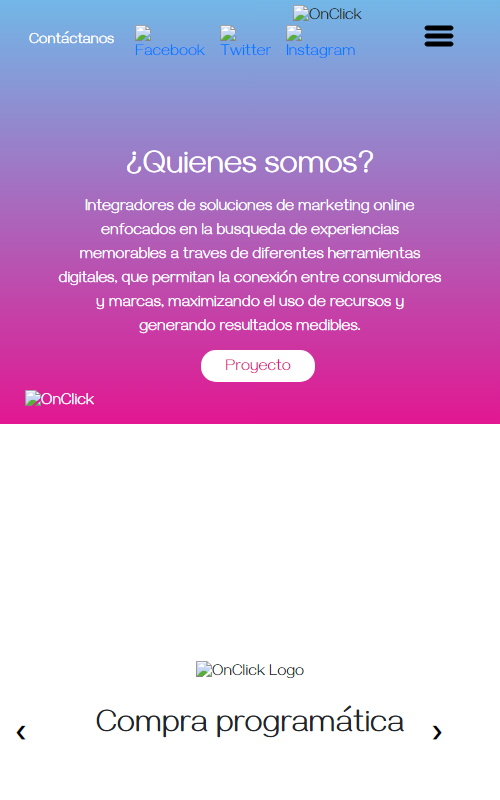 OnClick
Contáctanos
Facebook
Twitter
Instagram
¿Quienes somos?
Integradores de soluciones de marketing online
enfocados en la busqueda de experiencias
memorables a traves de diferentes herramientas
digitales, que permitan la conexión entre consumidores
y marcas, maximizando el uso de recursos y
generando resultados medibles.
Proyecto
OnClick
OnClick Logo
Compra programática